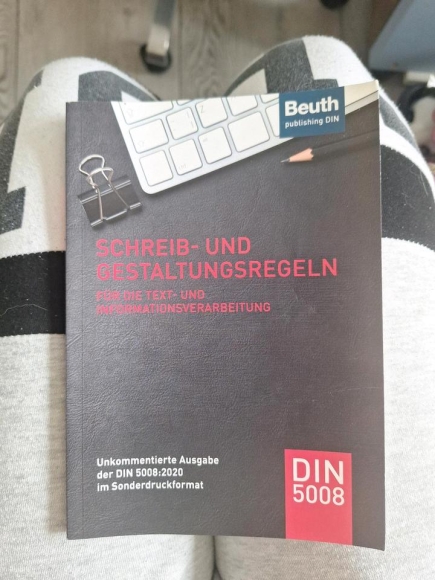 Beuth
publishing DIN
SCHREIB- UND
GESTALTUNGSREGELN
FÜR DIE TEXT- UND
INFORMATIONSVERARBEITUNG
Unkommentierte Ausgabe
der DIN 5008:2020
im Sonderdruckformat
DIN
5008